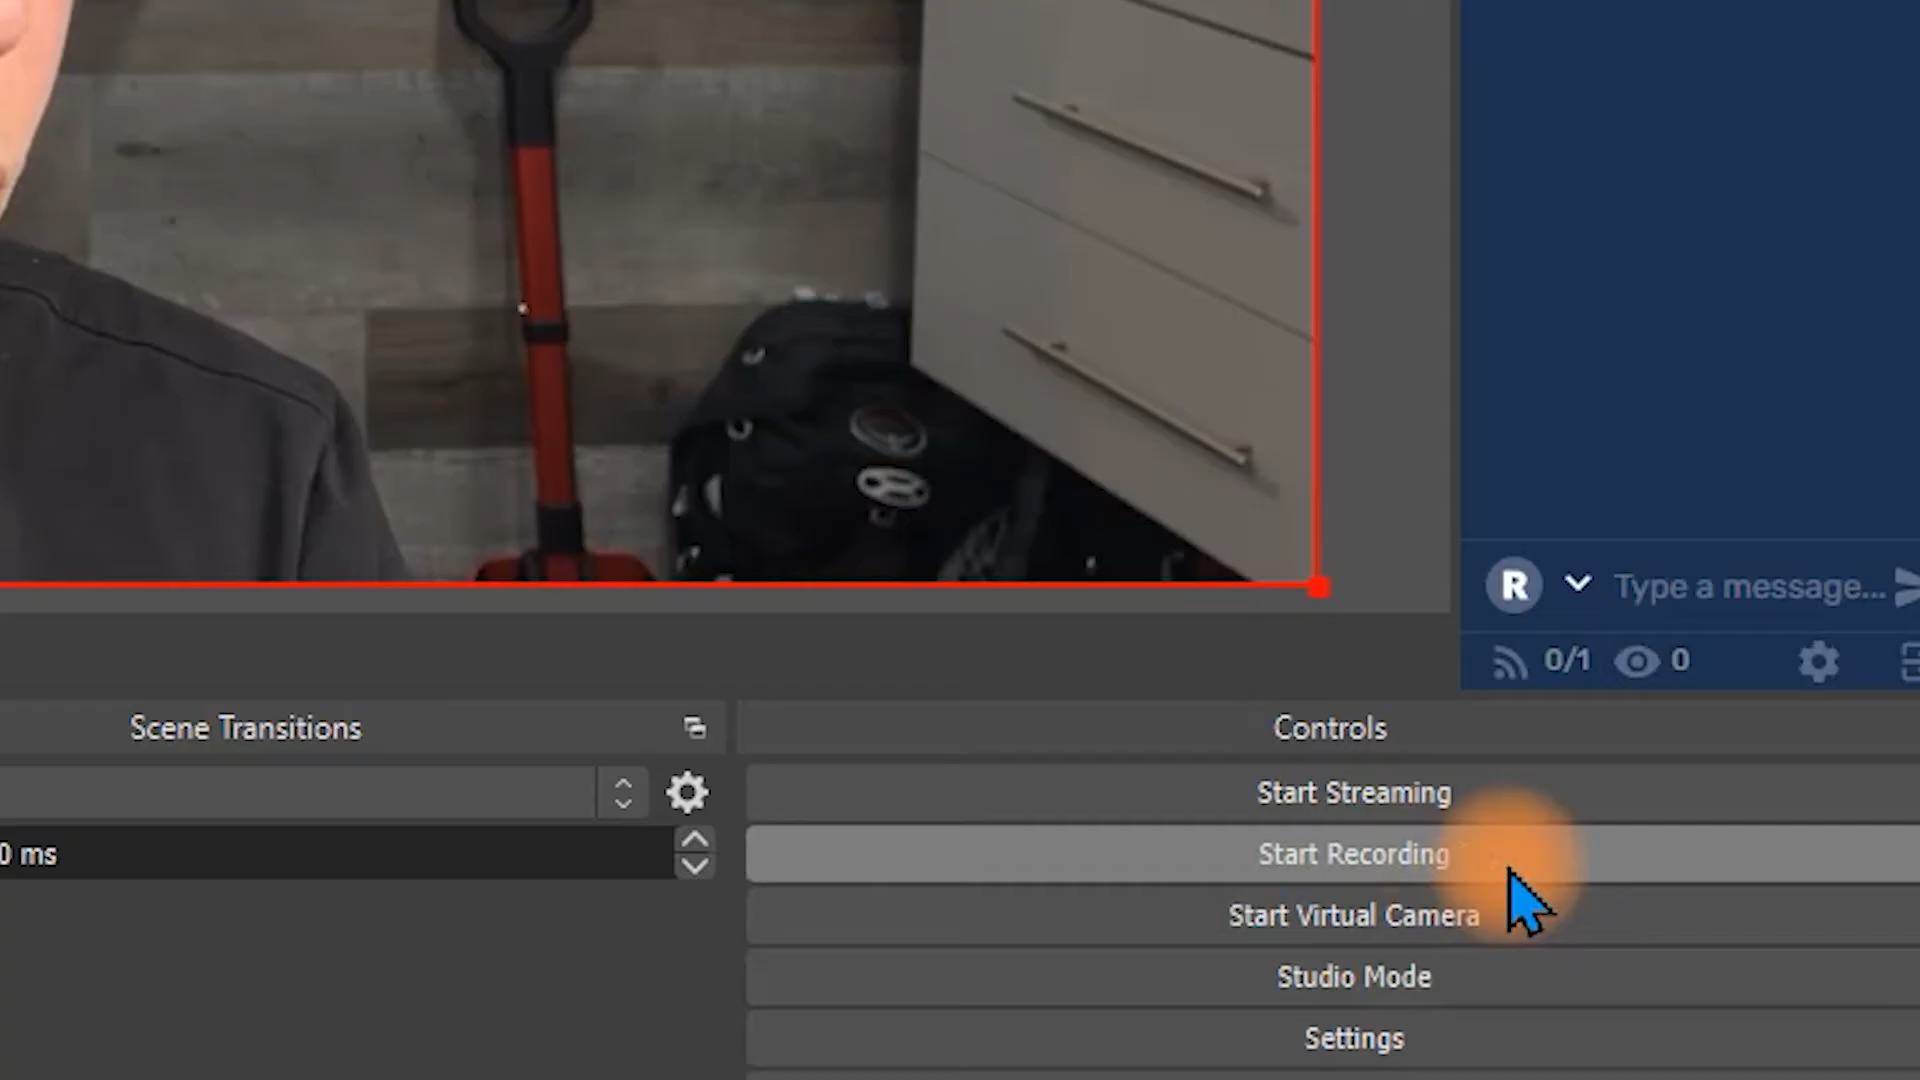 R Type a message...
0/1 0
Scene Transitions
Controls
Start Streaming
0 ms
Start Recording
Start Virtual Camera
Studio Mode
Settings